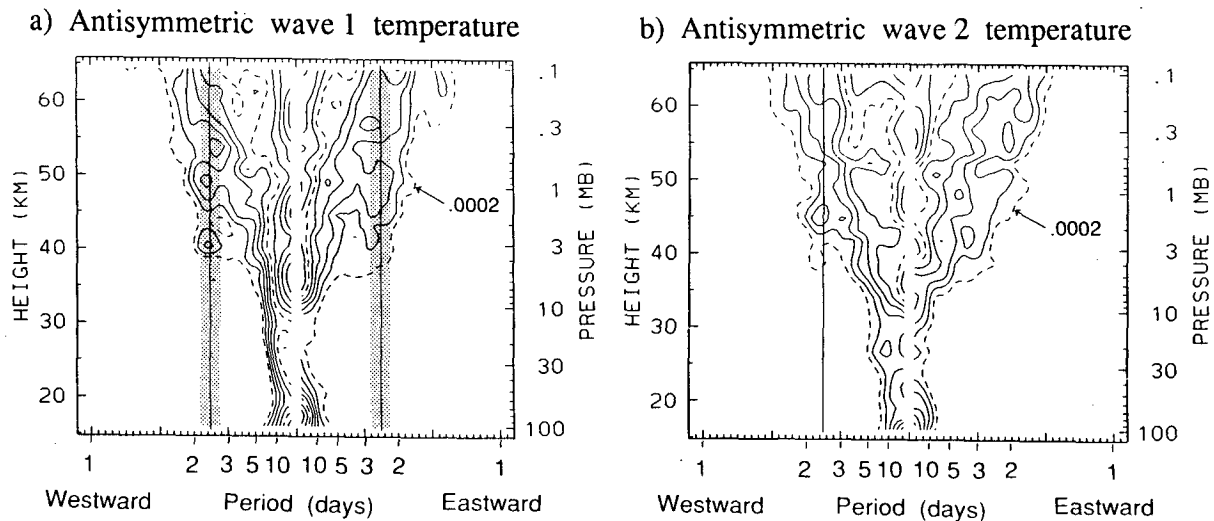 a) Antisymmetric wave 1 temperature
HEIGHT (KM)
60
50
40
30
20
.1
.3
1
3
10
30
100
PRESSURE (MB)
.0002
1 2 3 5 10 10 5 3 2 1
Westward Period (days) Eastward
b) Antisymmetric wave 2 temperature
HEIGHT (KM)
60
50
40
30
20
.1
.3
1
3
10
30
100
PRESSURE (MB)
.0002
1 2 3 5 10 10 5 3 2 1
Westward Period (days) Eastward